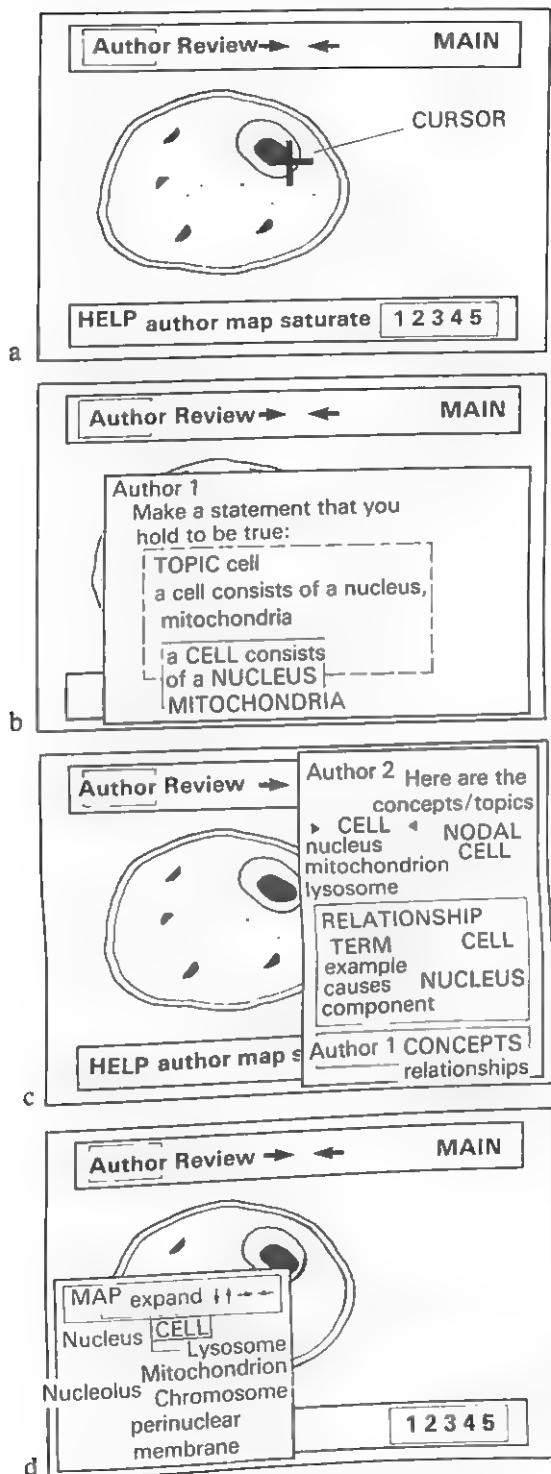 Author Review → ← MAIN
CURSOR
HELP author map saturate 1 2 3 4 5
a
Author Review → ← MAIN
Author 1
Make a statement that you
hold to be true:
TOPIC cell
a cell consists of a nucleus,
mitochondria
a CELL consists
of a NUCLEUS
MITOCHONDRIA
b
Author Review →
Author 2 Here are the
concepts/topics
▸ CELL ◂ NODAL
nucleus CELL
mitochondrion
lysosome
RELATIONSHIP
TERM CELL
example
causes NUCLEUS
component
HELP author map s
Author 1 CONCEPTS
relationships
c
Author Review → ← MAIN
MAP expand ↓↑→←
Nucleus CELL
Lysosome
Mitochondrion
Nucleolus Chromosome
perinuclear
membrane
1 2 3 4 5
d